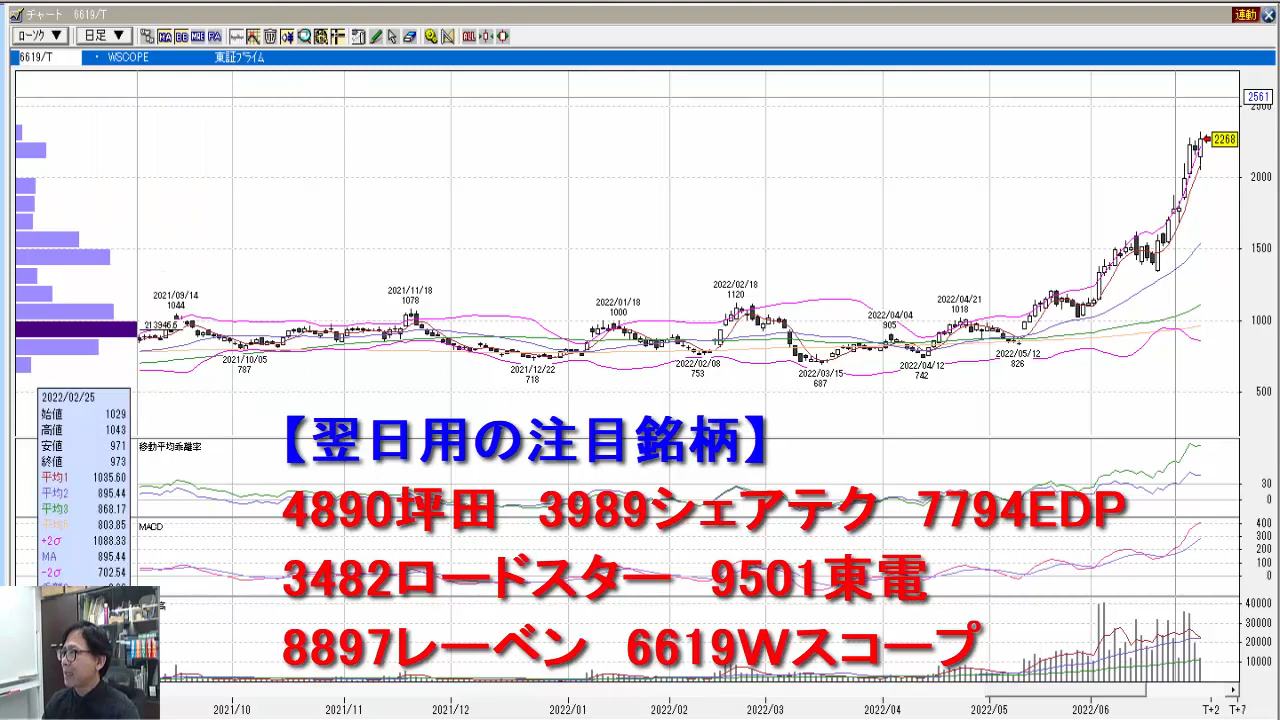 チャート 6619/T
連動
ﾛｰｿｸ ▼ 日足 ▼
6619/T ・ WSCOPE 東証ﾌﾟﾗｲﾑ
2561
2500
2268
2000
1500
1000
500
2021/09/14
1044
2021/11/18
1078
2022/01/18
1000
2022/02/18
1120
2022/04/04
905
2022/04/21
1018
213946.6
2021/10/05
787
2021/12/22
718
2022/02/08
753
2022/03/15
687
2022/04/12
742
2022/05/12
826
2022/02/25
始値 1029
高値 1043
安値 971
終値 973
平均1 1035.60
平均2 895.44
平均3 868.17
803.85
+2σ 1088.33
MA 895.44
-2σ 702.54
移動平均乖離率
30
0
MACD
400
300
200
100
0
40000
30000
20000
10000
【翌日用の注目銘柄】
4890坪田 3989シェアテク 7794EDP
3482ロードスター 9501東電
8897レーベン 6619Wスコープ
2021/10 2021/11 2021/12 2022/01 2022/02 2022/03 2022/04 2022/05 2022/06 T+2 T+7